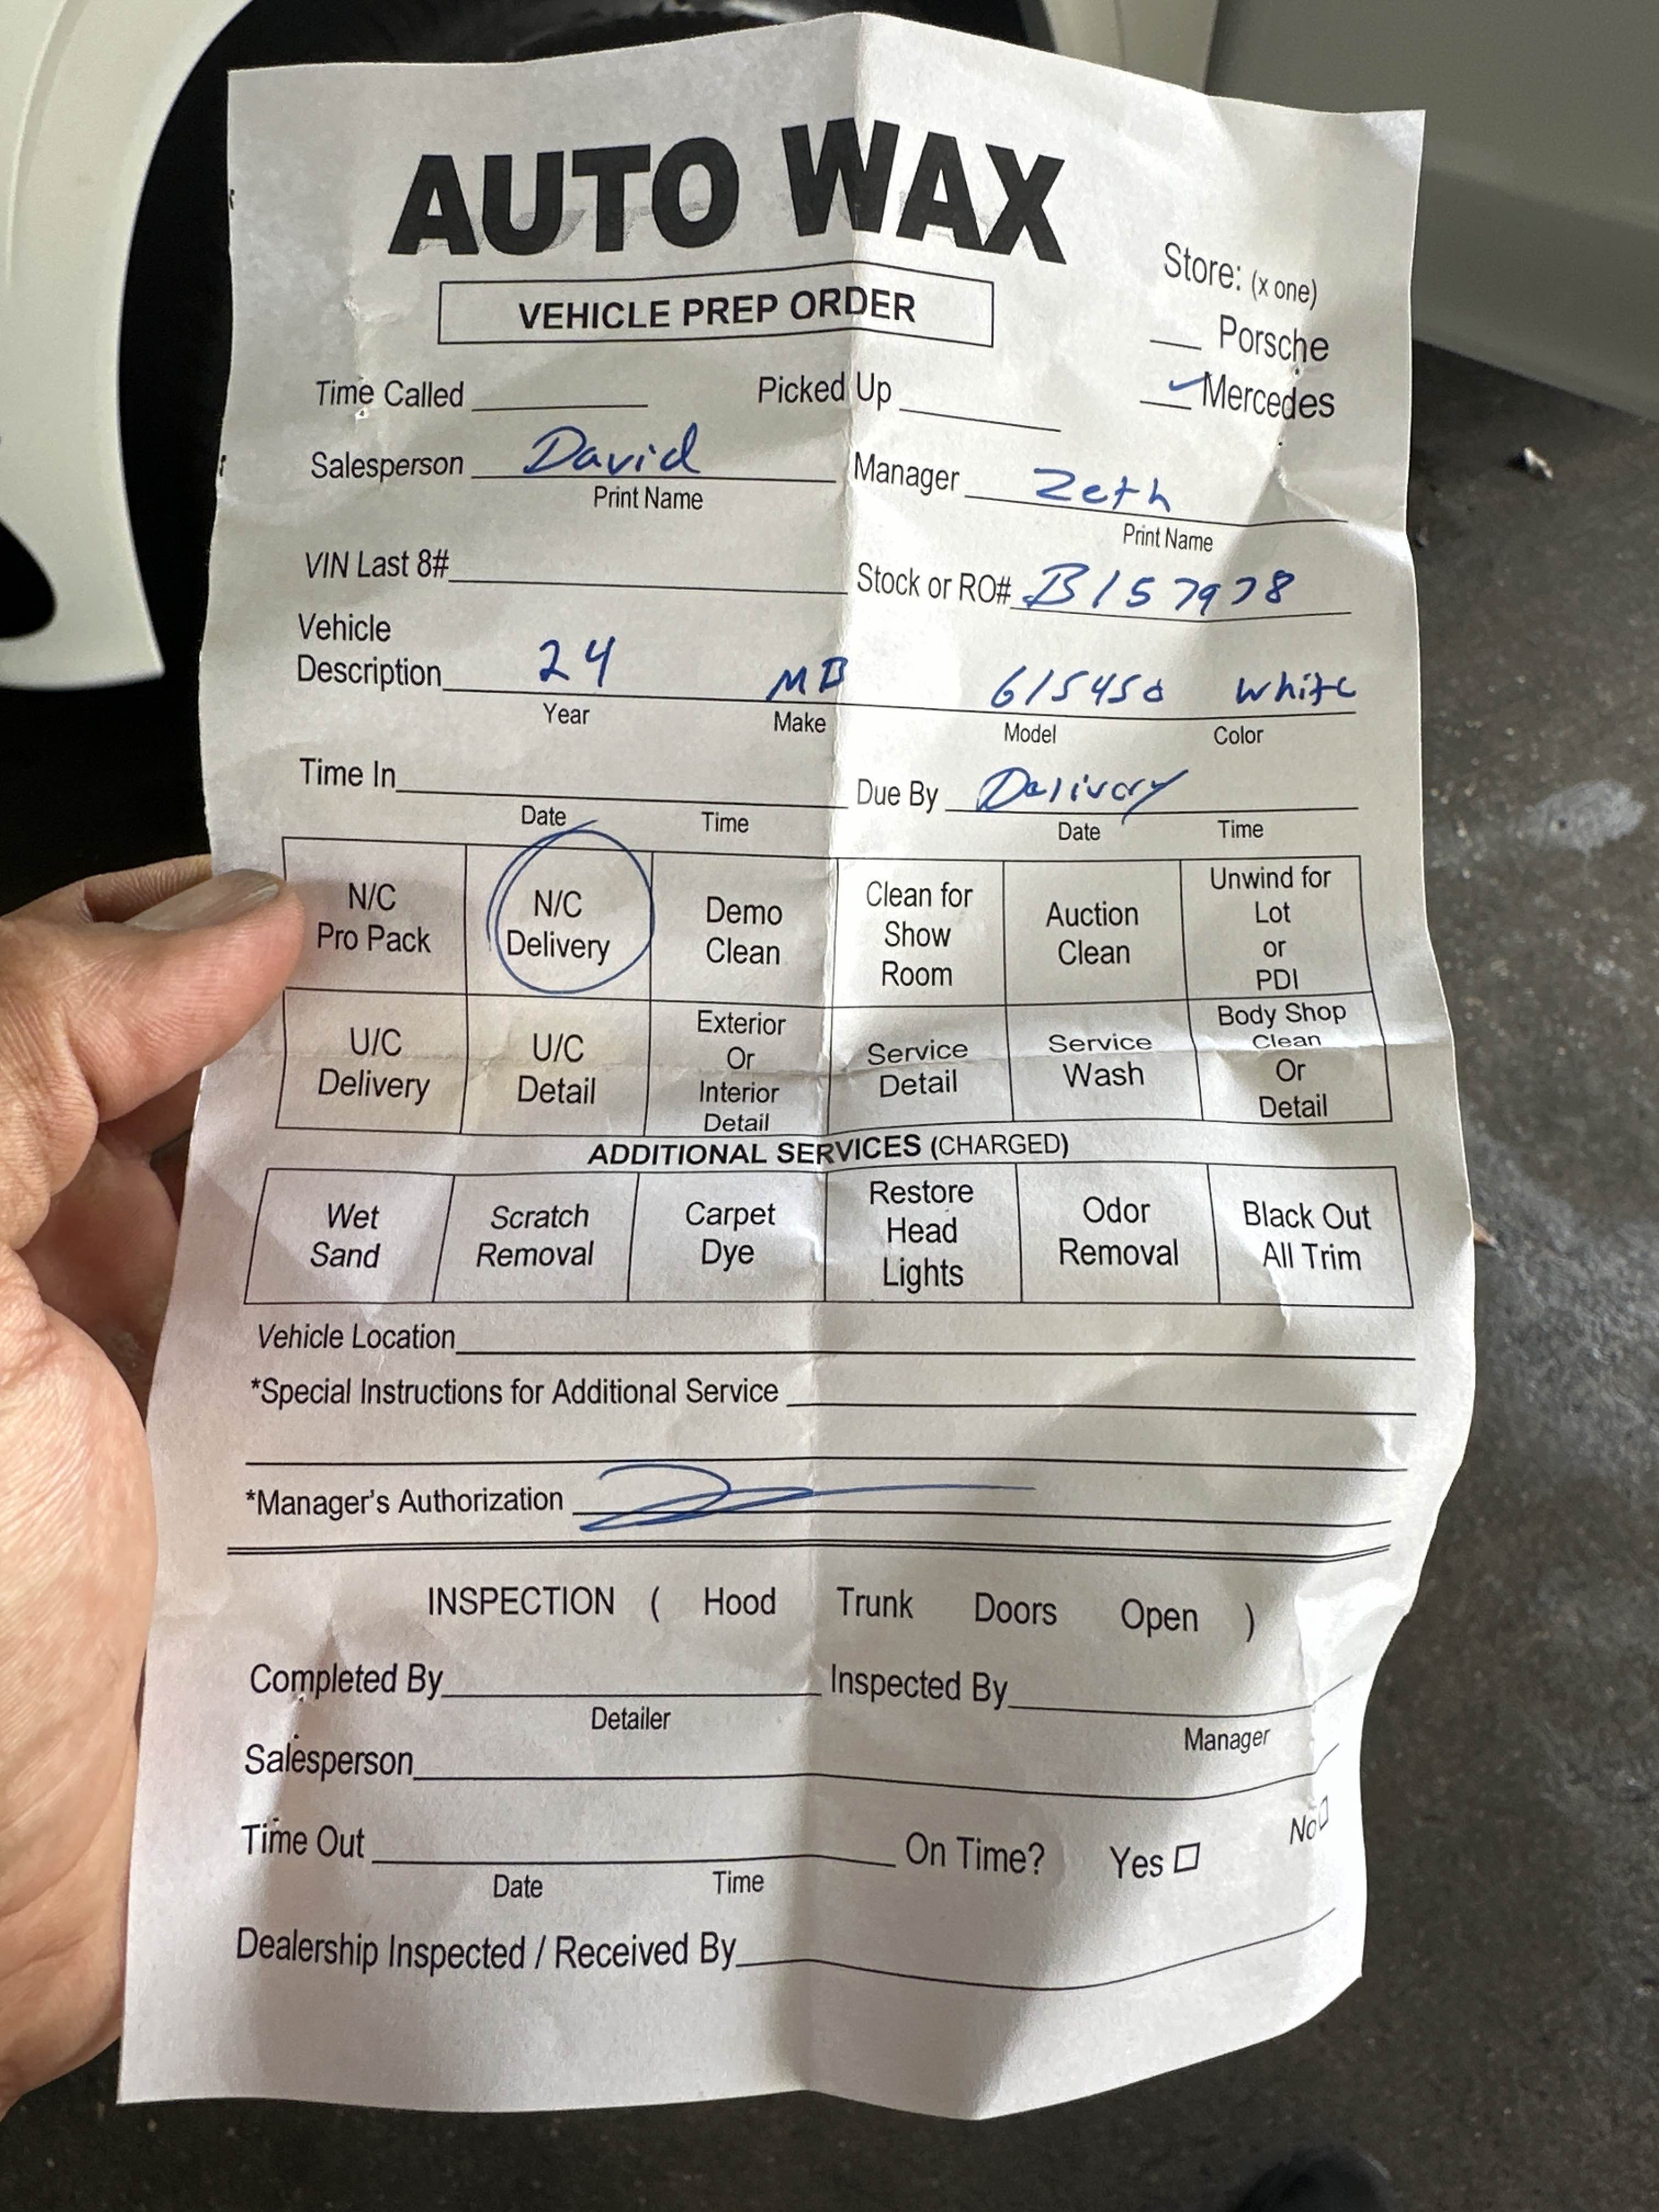 AUTO WAX
VEHICLE PREP ORDER
Store: (x one)
Porsche
✓ Mercedes
Time Called Picked Up
Salesperson David Manager Zeth
Print Name Print Name
VIN Last 8# Stock or RO# B157978
Vehicle
Description 24 MB 615450 White
Year Make Model Color
Time In Due By Delivery
Date Time Date Time
N/C Pro Pack
N/C Delivery
Demo Clean
Clean for Show Room
Auction Clean
Unwind for Lot or PDI
U/C Delivery
U/C Detail
Exterior Or Interior Detail
Service Detail
Service Wash
Body Shop Clean Or Detail
ADDITIONAL SERVICES (CHARGED)
Wet Sand
Scratch Removal
Carpet Dye
Restore Head Lights
Odor Removal
Black Out All Trim
Vehicle Location
*Special Instructions for Additional Service
*Manager's Authorization
INSPECTION ( Hood Trunk Doors Open )
Completed By Inspected By
Detailer Manager
Salesperson
Time Out On Time? Yes No
Date Time
Dealership Inspected / Received By